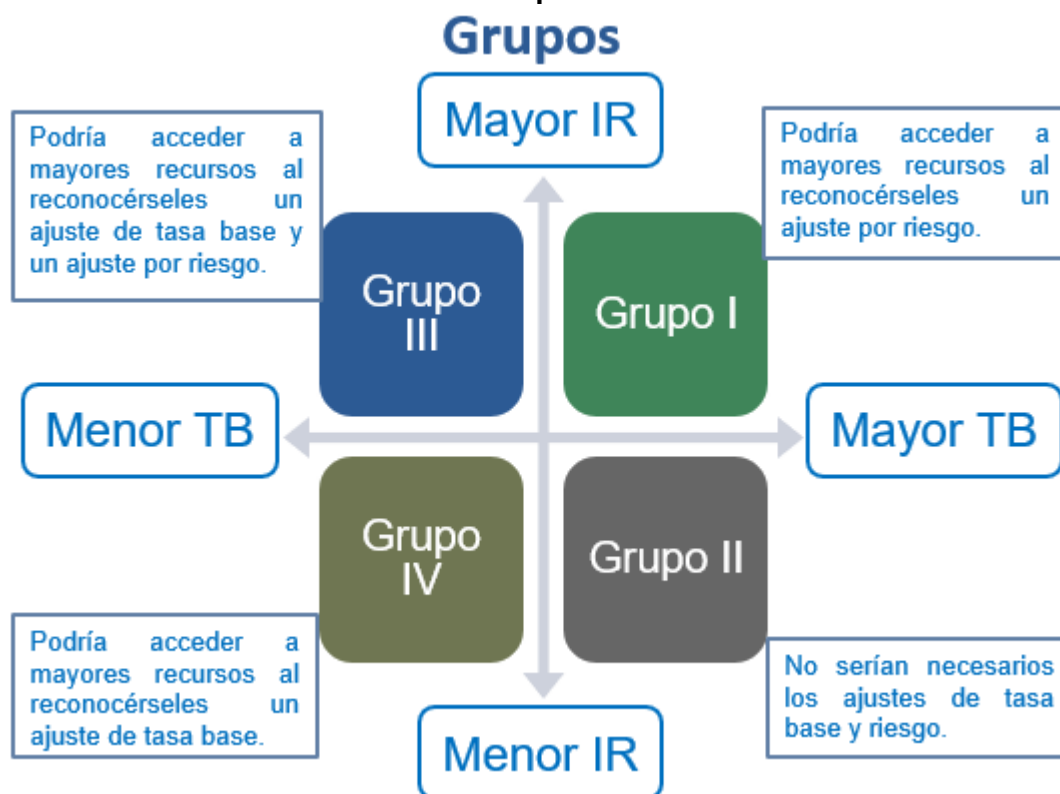 Grupos
Mayor IR
Podría acceder a
mayores recursos al
reconocérseles un
ajuste de tasa base y
un ajuste por riesgo.
Podría acceder a
mayores recursos al
reconocérseles un
ajuste por riesgo.
Grupo
III
Grupo I
Menor TB
Mayor TB
Grupo
IV
Grupo II
Podría acceder a
mayores recursos al
reconocérseles un
ajuste de tasa base.
No serían necesarios
los ajustes de tasa
base y riesgo.
Menor IR